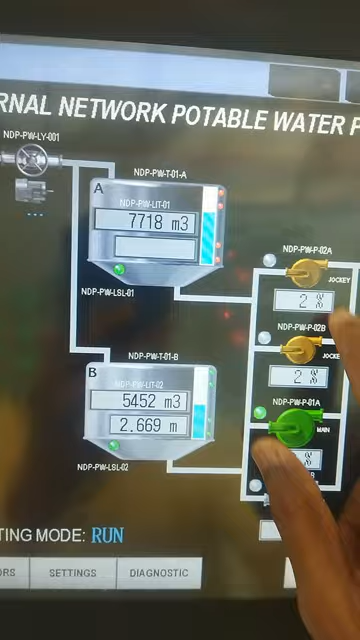 RNAL NETWORK POTABLE WATER P
NDP-PW-LY-001
NDP-PW-T-01-A
A
NDP-PW-LIT-01
7718 m3
NDP-PW-LSL-01
NDP-PW-P-02A
JOCKEY
2 %
NDP-PW-P-02B
JOCKE
2 %
NDP-PW-T-01-B
B
NDP-PW-LIT-02
5452 m3
2.669 m
NDP-PW-LSL-02
NDP-PW-P-01A
MAIN
%
B
TING MODE: RUN
ORS
SETTINGS
DIAGNOSTIC